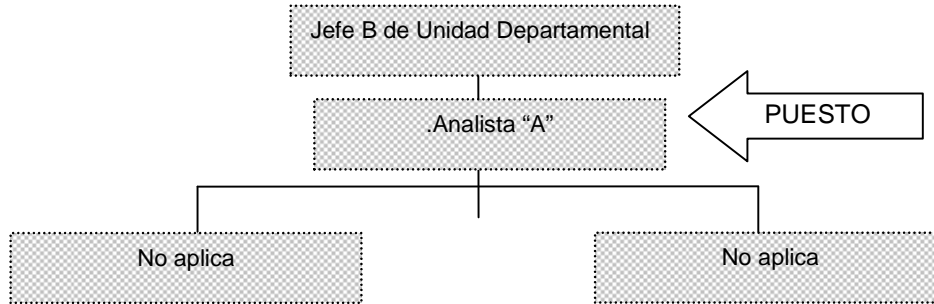 Jefe B de Unidad Departamental
.Analista “A”
PUESTO
No aplica
No aplica